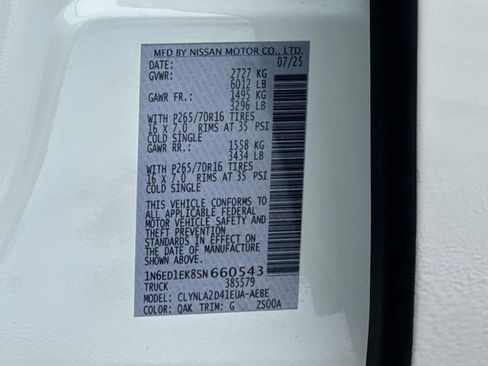 MFD BY NISSAN MOTOR CO., LTD.
DATE: 07/25
GVWR: 2727 KG
6012 LB
GAWR FR.: 1495 KG
3296 LB
WITH P265/70R16 TIRES
16 X 7.0 RIMS AT 35 PSI
COLD SINGLE
GAWR RR.: 1558 KG
3434 LB
WITH P265/70R16 TIRES
16 X 7.0 RIMS AT 35 PSI
COLD SINGLE
THIS VEHICLE CONFORMS TO
ALL APPLICABLE FEDERAL
MOTOR VEHICLE SAFETY AND
THEFT PREVENTION
STANDARDS IN EFFECT ON
THE DATE OF MANUFACTURE
SHOWN ABOVE.
1N6ED1EK8SN660543
TRUCK 385579
MODEL: CLYNLA2D41EUA-AEBE
COLOR: QAK TRIM: G ZS00A